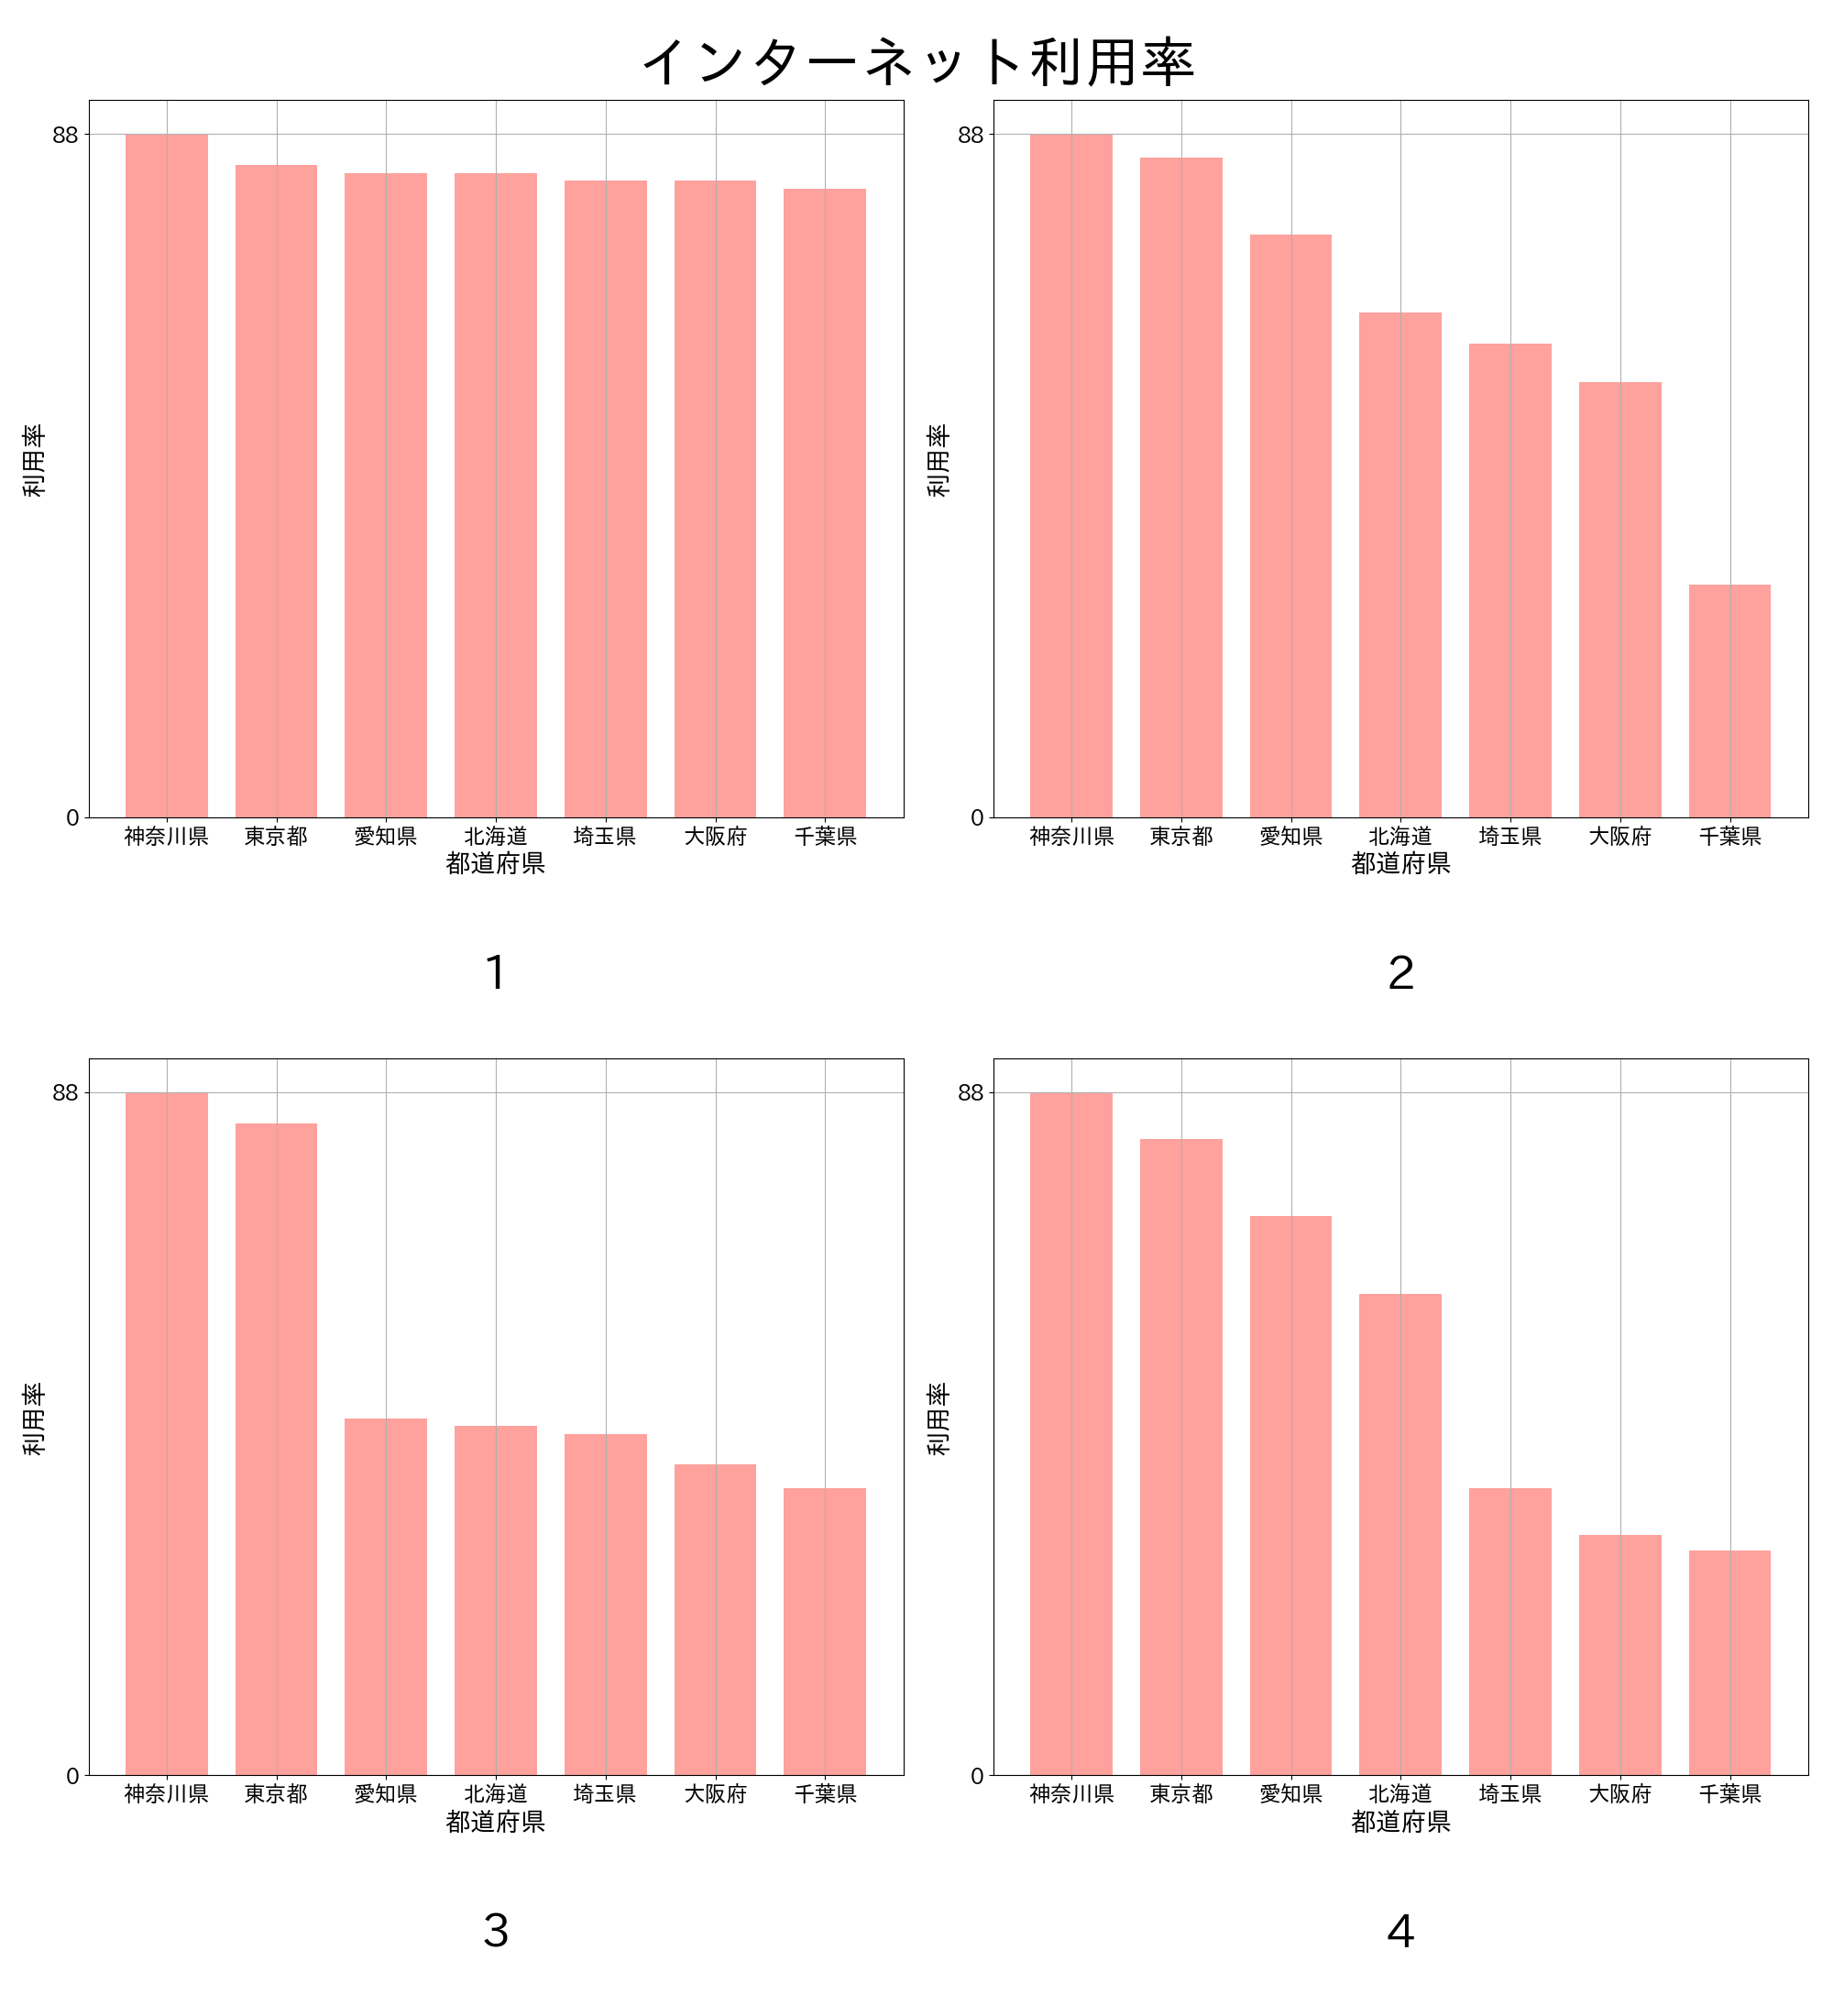 インターネット利用率
88
0
利用率
神奈川県 東京都 愛知県 北海道 埼玉県 大阪府 千葉県
都道府県
1
88
0
利用率
神奈川県 東京都 愛知県 北海道 埼玉県 大阪府 千葉県
都道府県
2
88
0
利用率
神奈川県 東京都 愛知県 北海道 埼玉県 大阪府 千葉県
都道府県
3
88
0
利用率
神奈川県 東京都 愛知県 北海道 埼玉県 大阪府 千葉県
都道府県
4